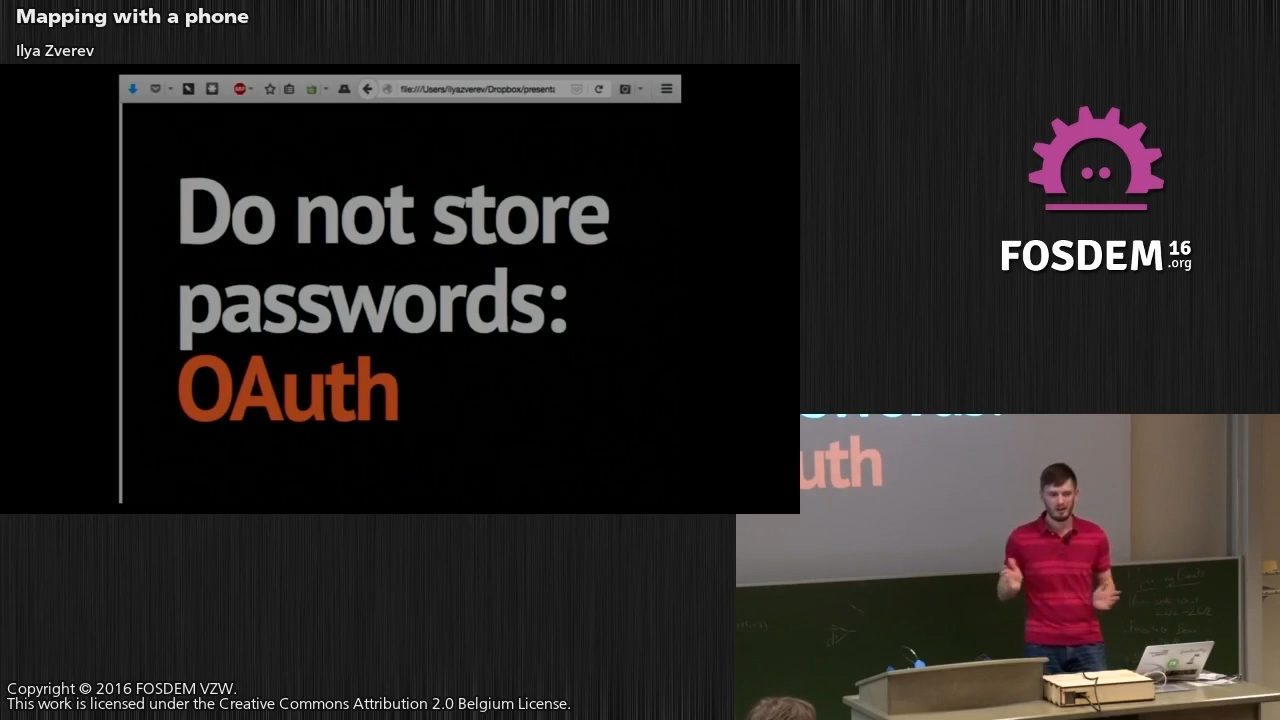 Mapping with a phone
Ilya Zverev
file:///Users/ilyazverev/Dropbox/presenta
Do not store
passwords:
OAuth
FOSDEM 16
.org
uth
Copyright © 2016 FOSDEM VZW.
This work is licensed under the Creative Commons Attribution 2.0 Belgium License.